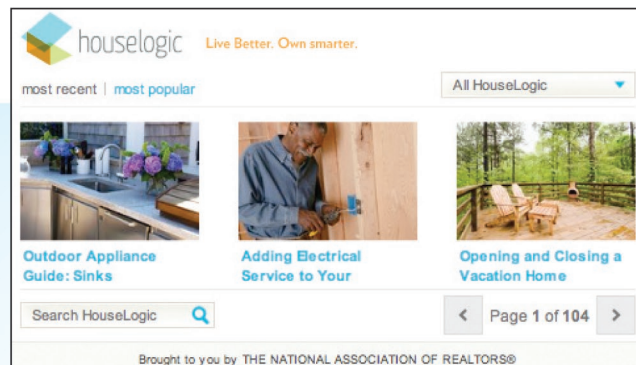 houselogic Live Better. Own smarter.
most recent | most popular
All HouseLogic
Outdoor Appliance
Guide: Sinks
Adding Electrical
Service to Your
Opening and Closing a
Vacation Home
Search HouseLogic
< Page 1 of 104 >
Brought to you by THE NATIONAL ASSOCIATION OF REALTORS®